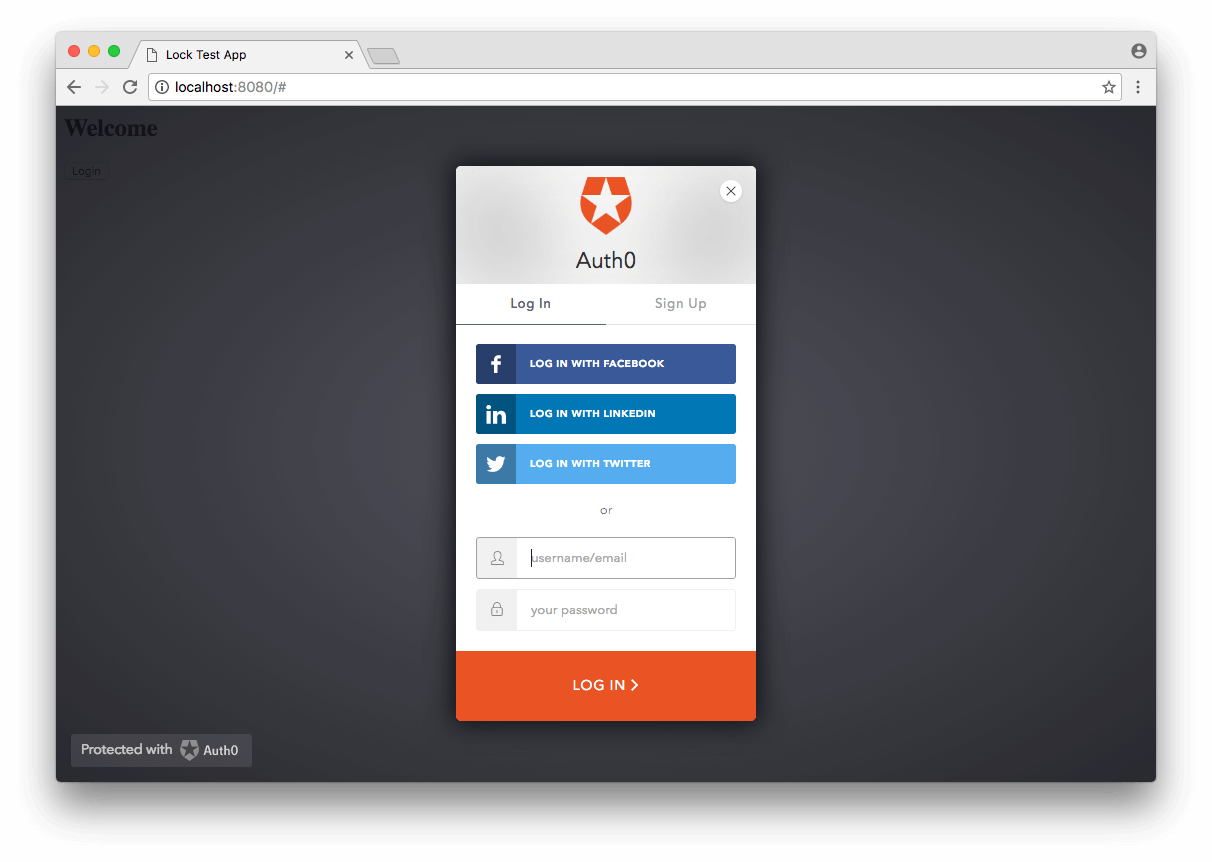 Lock Test App
localhost:8080/#
Welcome
Login
Auth0
Log In Sign Up
LOG IN WITH FACEBOOK
in LOG IN WITH LINKEDIN
LOG IN WITH TWITTER
or
username/email
your password
LOG IN
Protected with Auth0